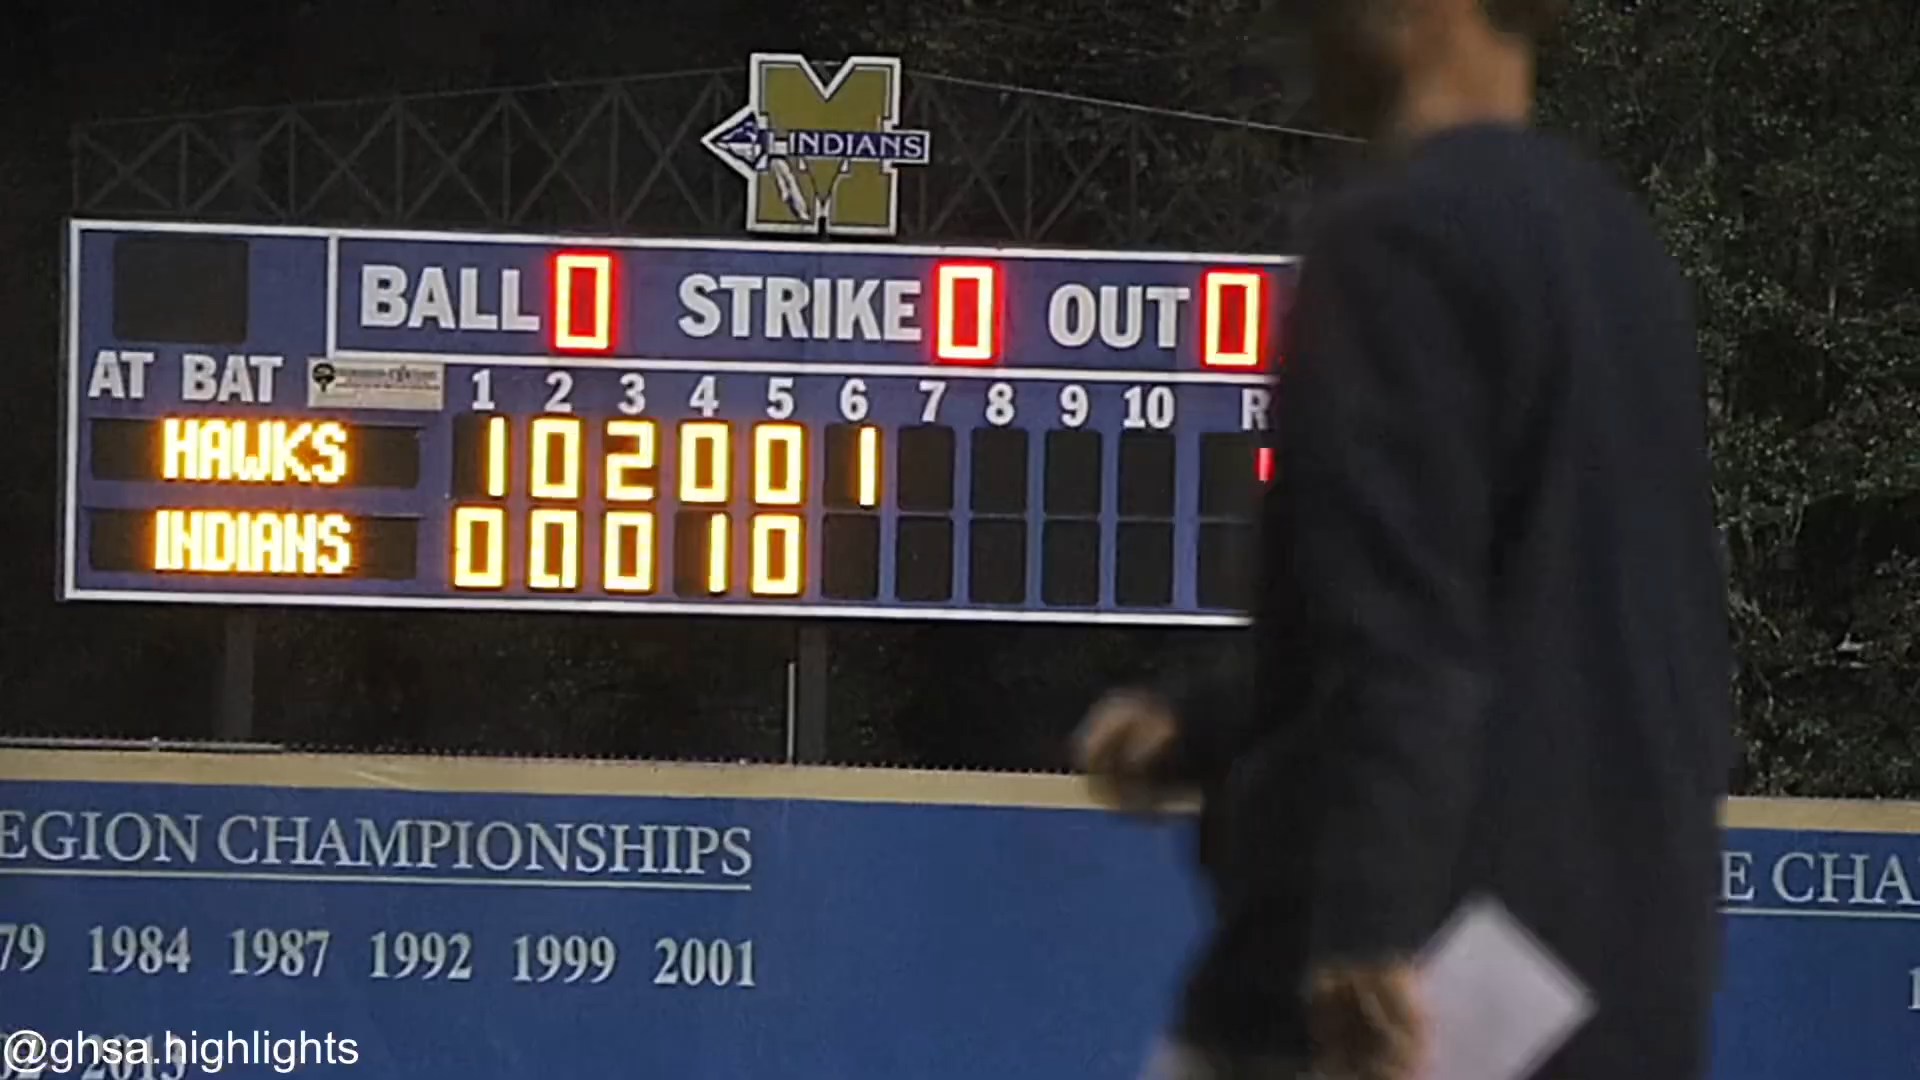 INDIANS
BALL 0 STRIKE 0 OUT 0
AT BAT 1 2 3 4 5 6 7 8 9 10 R
HAWKS 1 0 2 0 0 1
INDIANS 0 0 0 1 0
EGION CHAMPIONSHIPS
E CHA
79 1984 1987 1992 1999 2001
2013
@ghsa.highlights